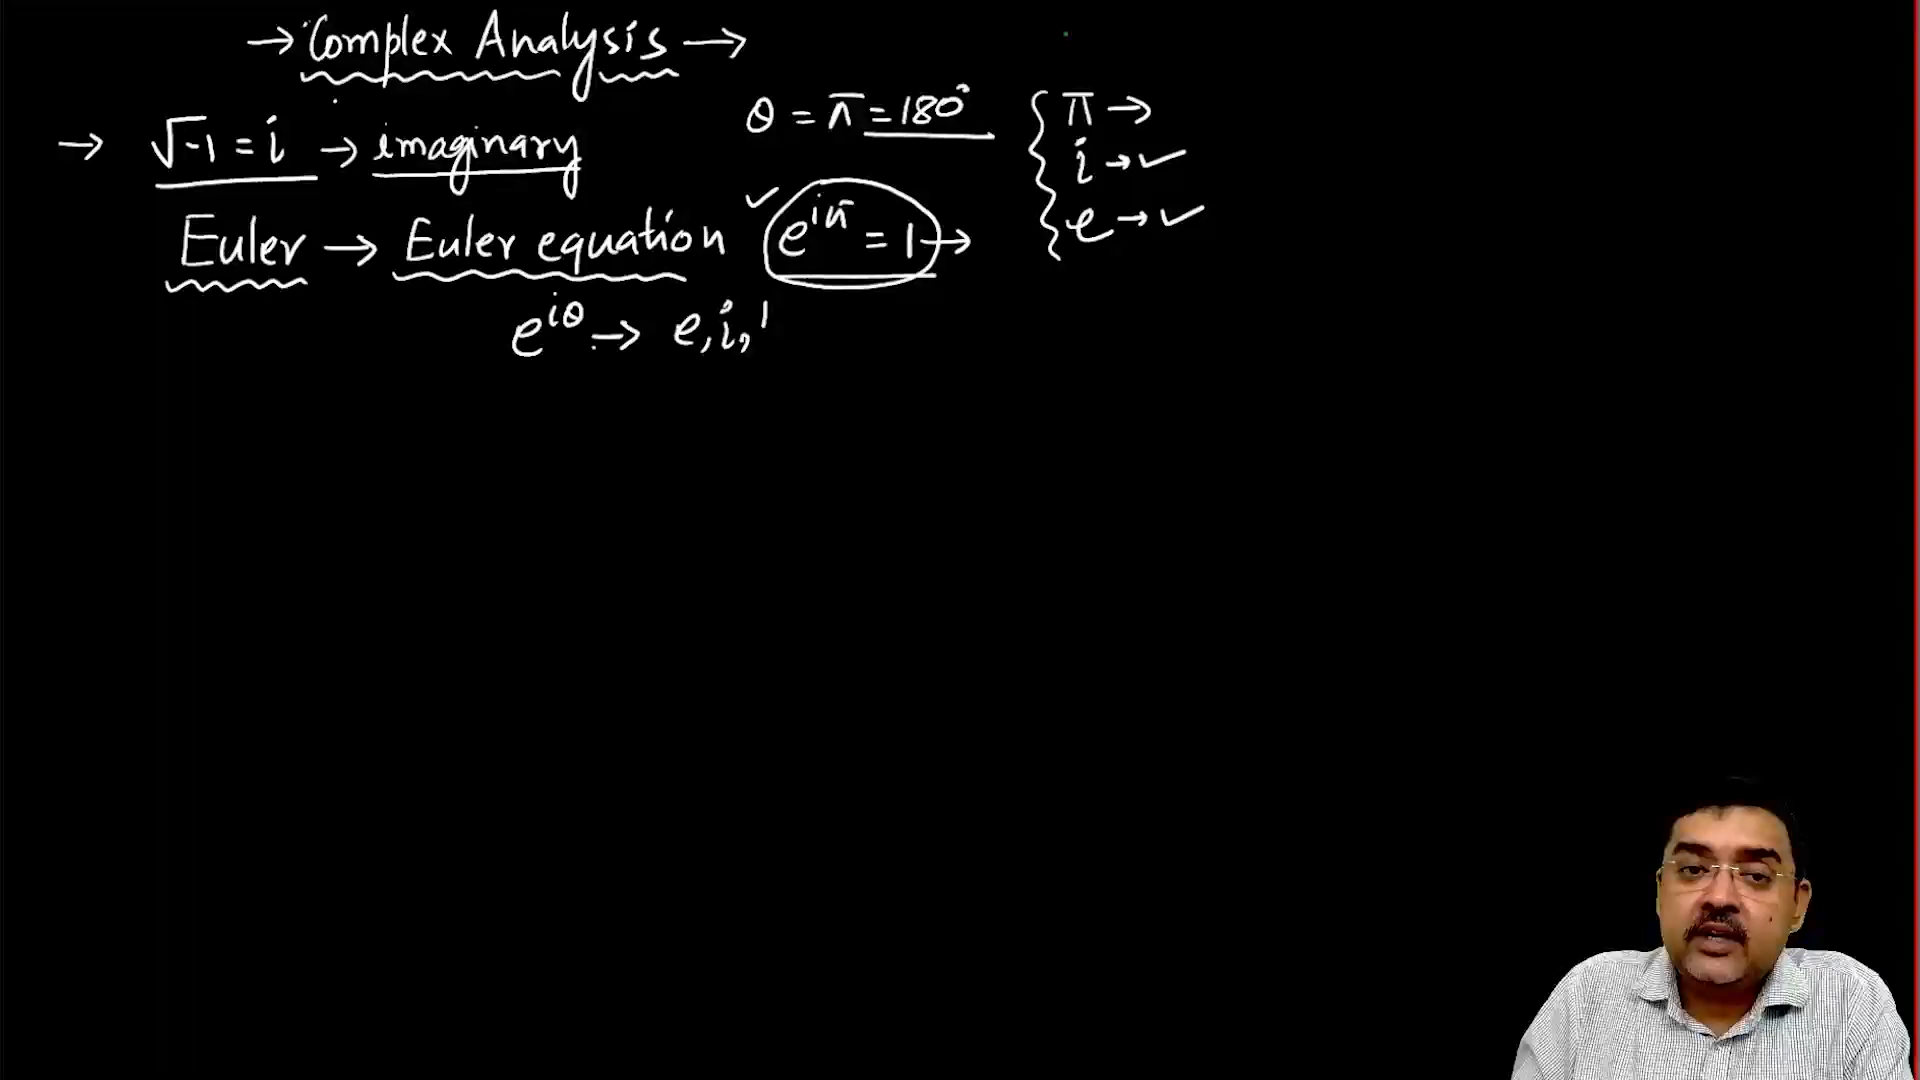 → Complex Analysis →
→ √-1 = i → imaginary
θ = π = 180°
π →
i → ✓
e → ✓
Euler → Euler equation ✓ e^{iπ} = 1 →
e^{iθ} → e, i, 1